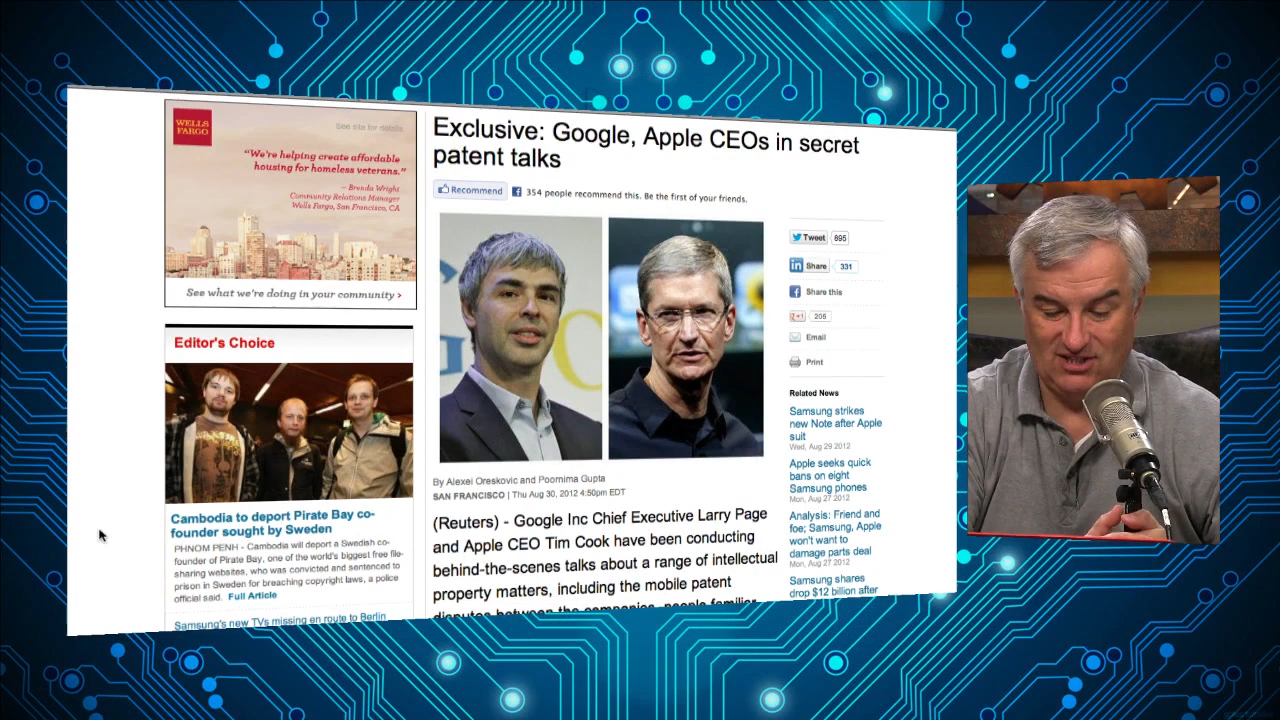 WELLS
FARGO
See site for details
“We’re helping create affordable
housing for homeless veterans.”
— Brenda Wright
Community Relations Manager
Wells Fargo, San Francisco, CA
See what we’re doing in your community >
Editor's Choice
Cambodia to deport Pirate Bay co-
founder sought by Sweden
PHNOM PENH - Cambodia will deport a Swedish co-
founder of Pirate Bay, one of the world's biggest free file-
sharing websites, who was convicted and sentenced to
prison in Sweden for breaching copyright laws, a police
official said. Full Article
Samsung's new TVs missing en route to Berlin
Exclusive: Google, Apple CEOs in secret
patent talks
Recommend
354 people recommend this. Be the first of your friends.
By Alexei Oreskovic and Poornima Gupta
SAN FRANCISCO | Thu Aug 30, 2012 4:50pm EDT
(Reuters) - Google Inc Chief Executive Larry Page
and Apple CEO Tim Cook have been conducting
behind-the-scenes talks about a range of intellectual
property matters, including the mobile patent
disputes between the companies, people familiar
Tweet 895
in Share 331
Share this
+1 205
Email
Print
Related News
Samsung strikes
new Note after Apple
suit
Wed, Aug 29 2012
Apple seeks quick
bans on eight
Samsung phones
Mon, Aug 27 2012
Analysis: Friend and
foe; Samsung, Apple
won't want to
damage parts deal
Mon, Aug 27 2012
Samsung shares
drop $12 billion after